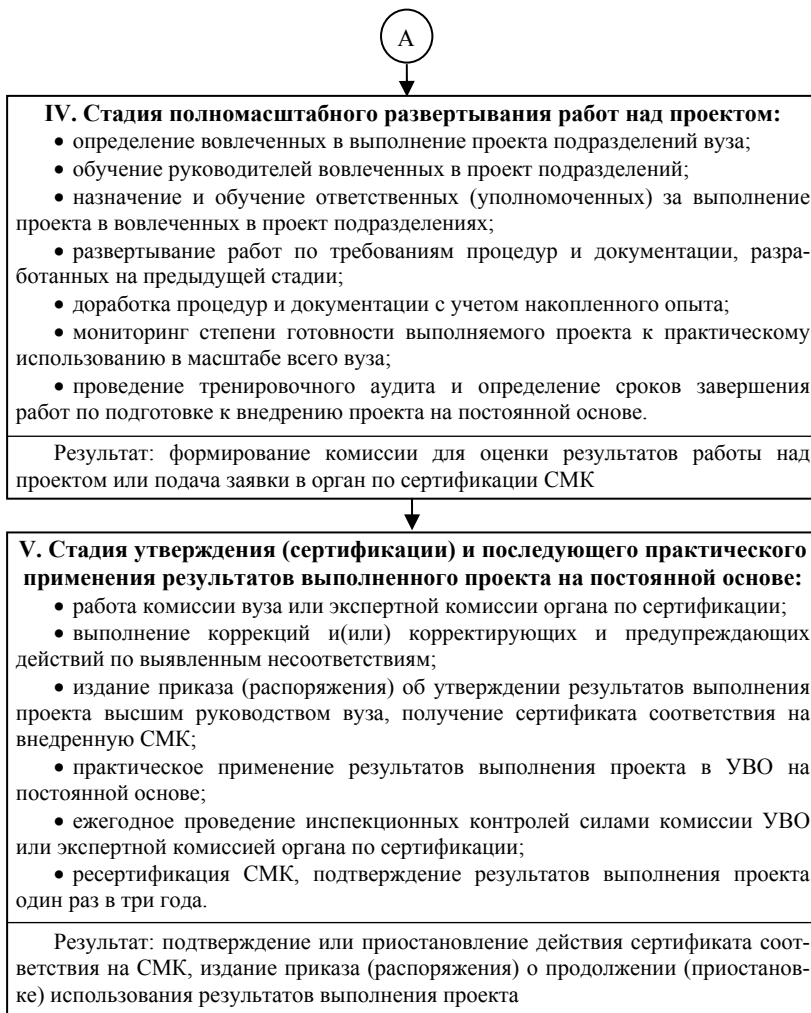 А
IV. Стадия полномасштабного развертывания работ над проектом:
• определение вовлеченных в выполнение проекта подразделений вуза;
• обучение руководителей вовлеченных в проект подразделений;
• назначение и обучение ответственных (уполномоченных) за выполнение
проекта в вовлеченных в проект подразделениях;
• развертывание работ по требованиям процедур и документации, разра-
ботанных на предыдущей стадии;
• доработка процедур и документации с учетом накопленного опыта;
• мониторинг степени готовности выполняемого проекта к практическому
использованию в масштабе всего вуза;
• проведение тренировочного аудита и определение сроков завершения
работ по подготовке к внедрению проекта на постоянной основе.
Результат: формирование комиссии для оценки результатов работы над
проектом или подача заявки в орган по сертификации СМК
V. Стадия утверждения (сертификации) и последующего практического
применения результатов выполненного проекта на постоянной основе:
• работа комиссии вуза или экспертной комиссии органа по сертификации;
• выполнение коррекций и(или) корректирующих и предупреждающих
действий по выявленным несоответствиям;
• издание приказа (распоряжения) об утверждении результатов выполнения
проекта высшим руководством вуза, получение сертификата соответствия на
внедренную СМК;
• практическое применение результатов выполнения проекта в УВО на
постоянной основе;
• ежегодное проведение инспекционных контролей силами комиссии УВО
или экспертной комиссией органа по сертификации;
• ресертификация СМК, подтверждение результатов выполнения проекта
один раз в три года.
Результат: подтверждение или приостановление действия сертификата соот-
ветствия на СМК, издание приказа (распоряжения) о продолжении (приостанов-
ке) использования результатов выполнения проекта